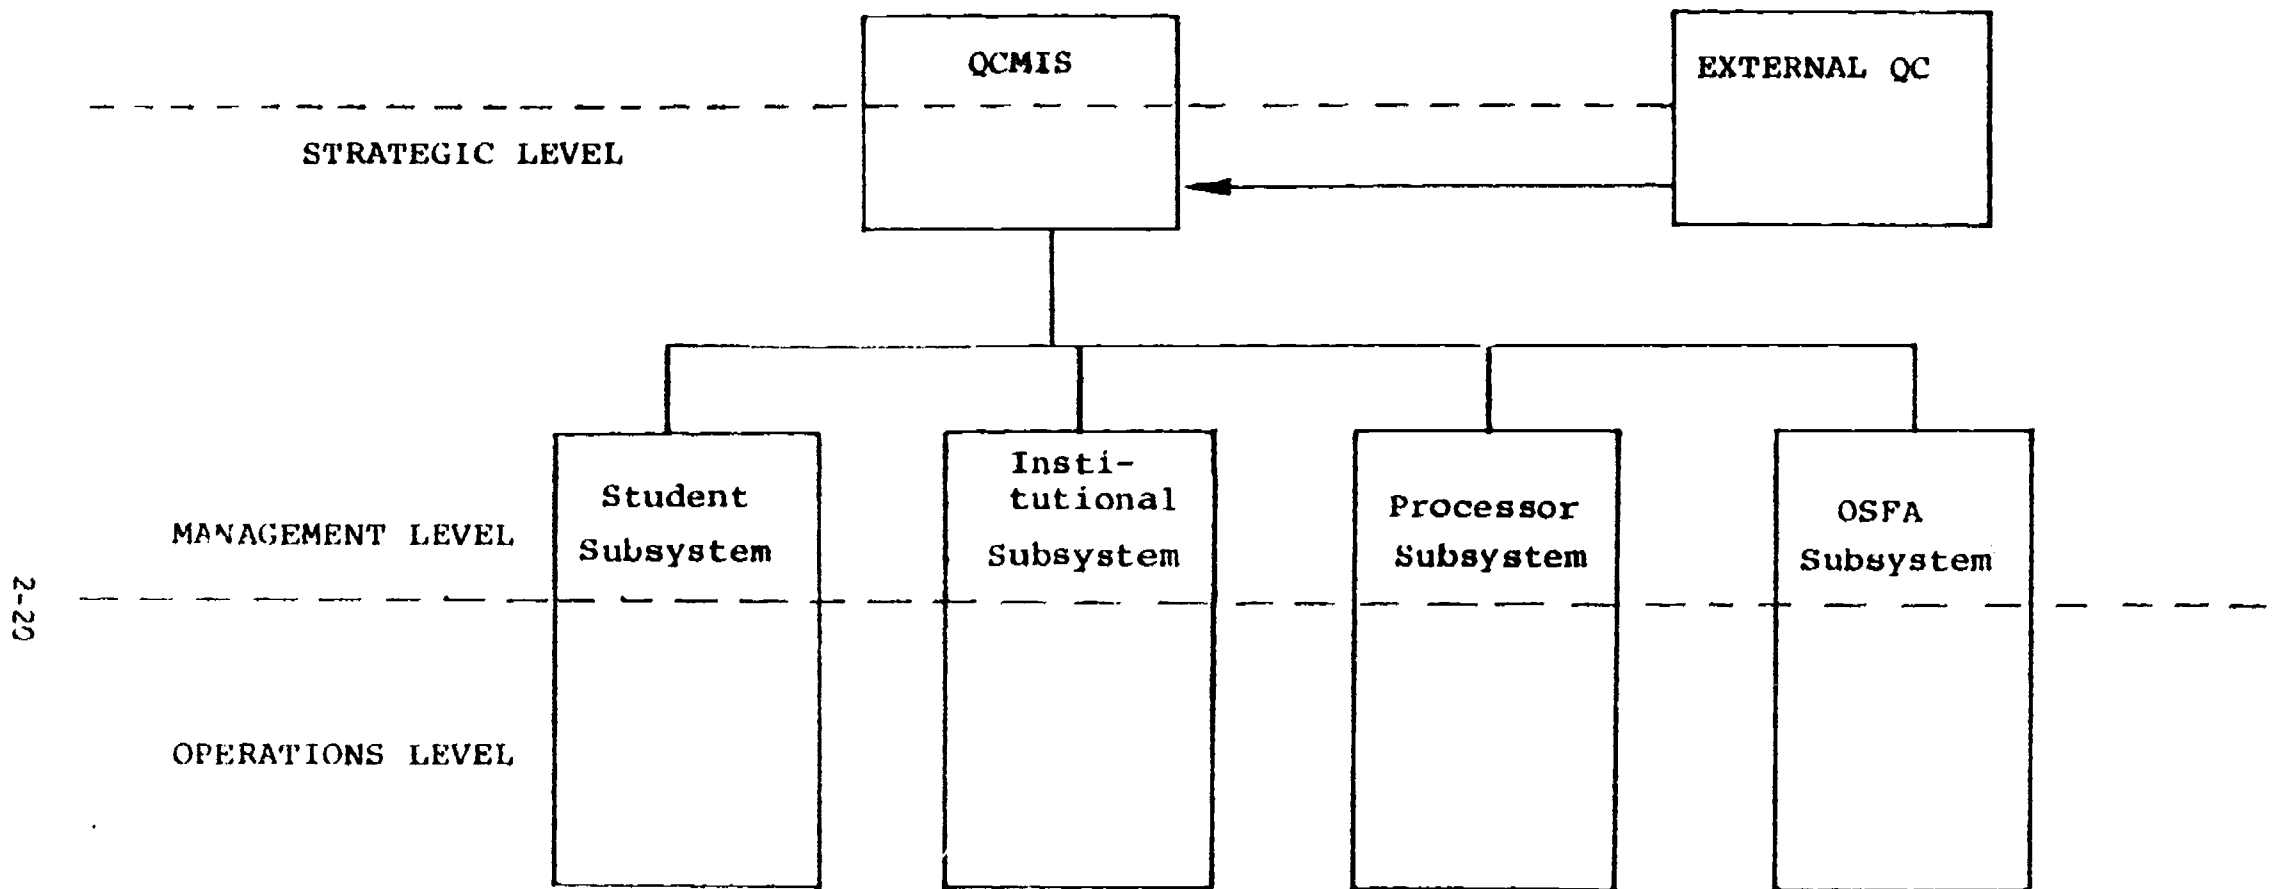 QCMIS
EXTERNAL QC
STRATEGIC LEVEL
Student
Subsystem
Insti-
tutional
Subsystem
Processor
Subsystem
OSFA
Subsystem
MANAGEMENT LEVEL
2-20
OPERATIONS LEVEL